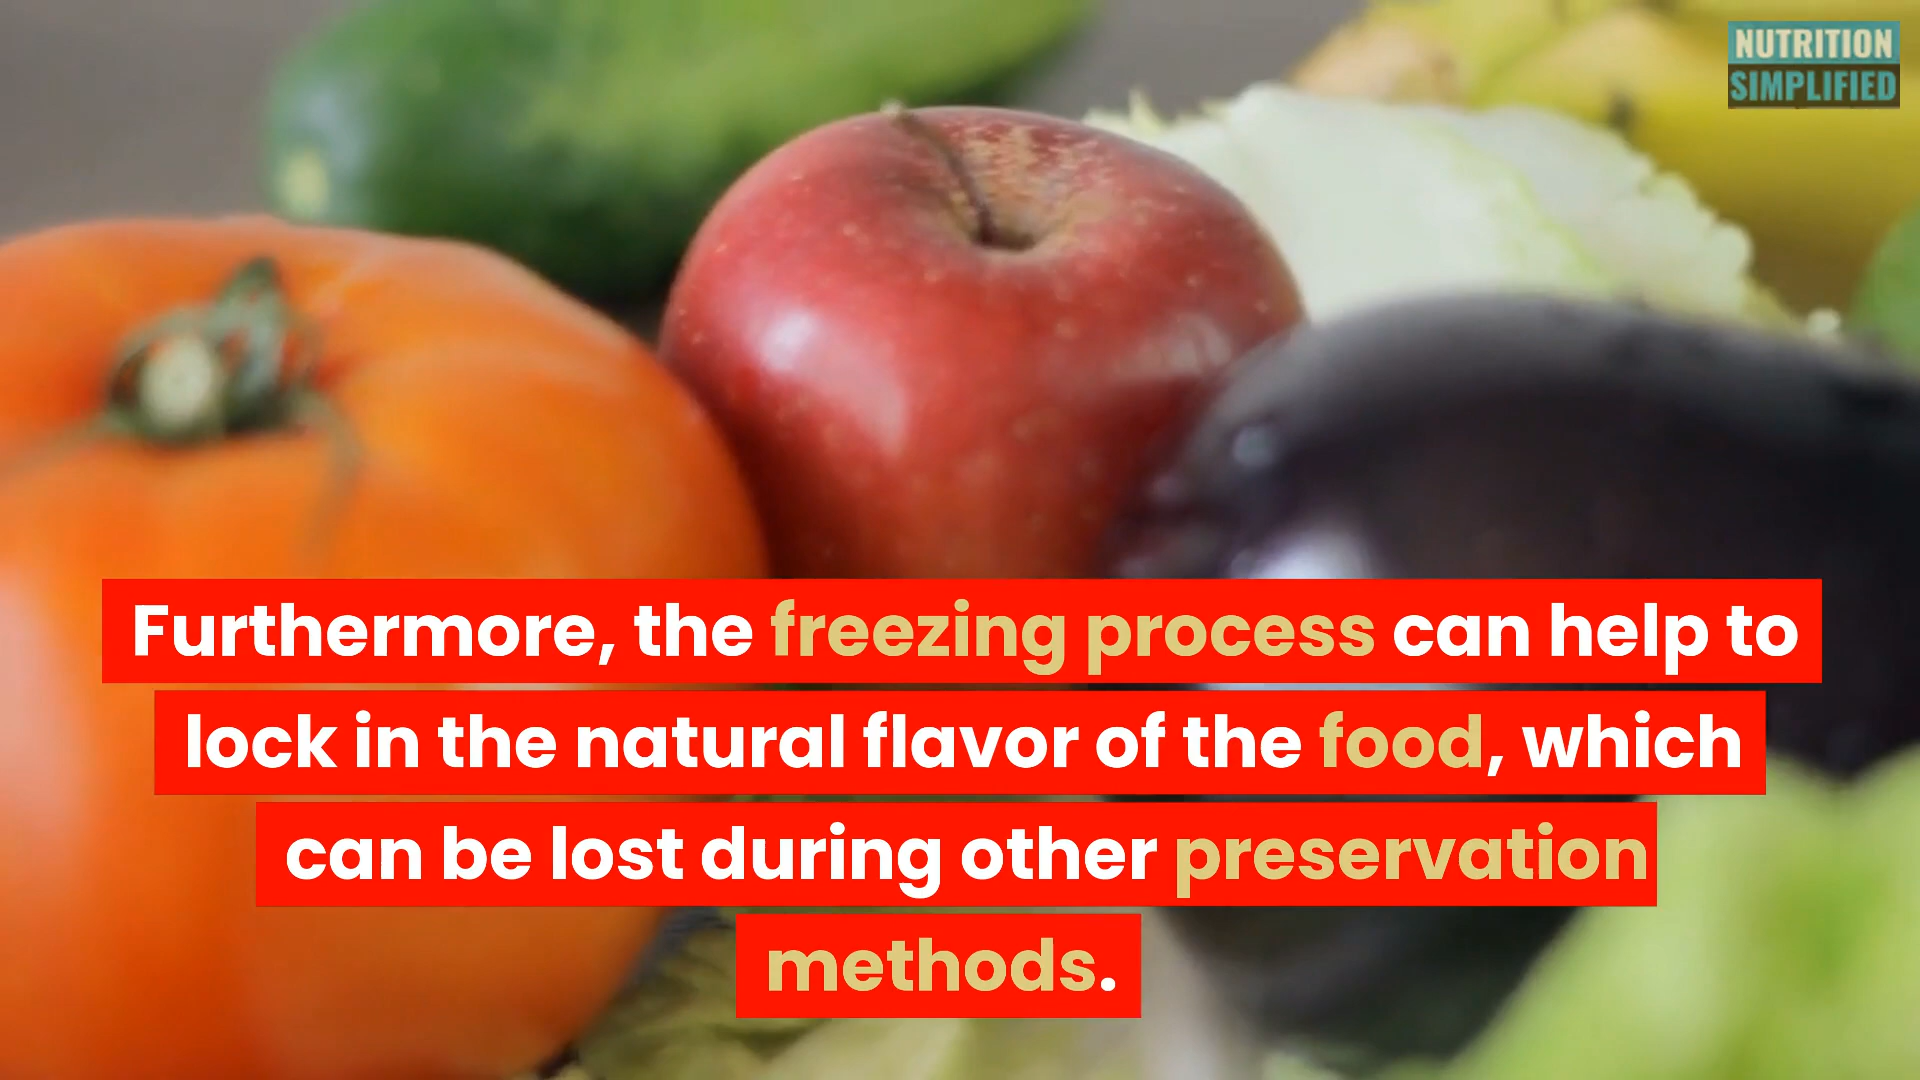 NUTRITION
SIMPLIFIED
Furthermore, the freezing process can help to
lock in the natural flavor of the food, which
can be lost during other preservation
methods.